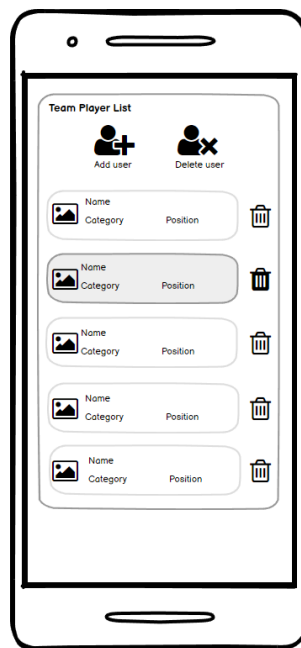 Team Player List
Add user Delete user
Name
Category Position
Name
Category Position
Name
Category Position
Name
Category Position
Name
Category Position